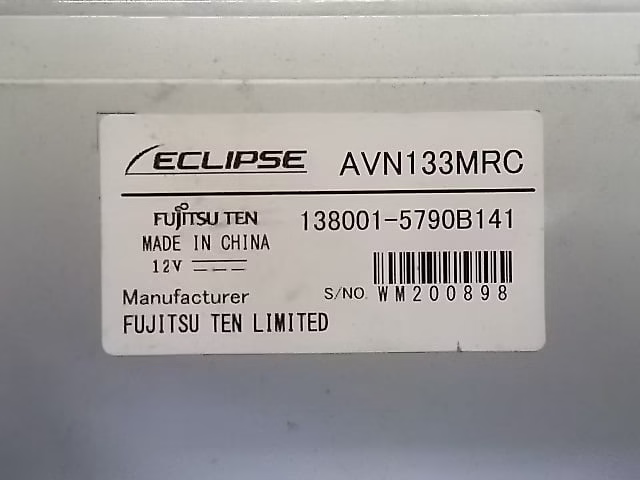 ECLIPSE AVN133MRC
FUJITSU TEN 138001-5790B141
MADE IN CHINA
12V
Manufacturer S/NO. WM200898
FUJITSU TEN LIMITED